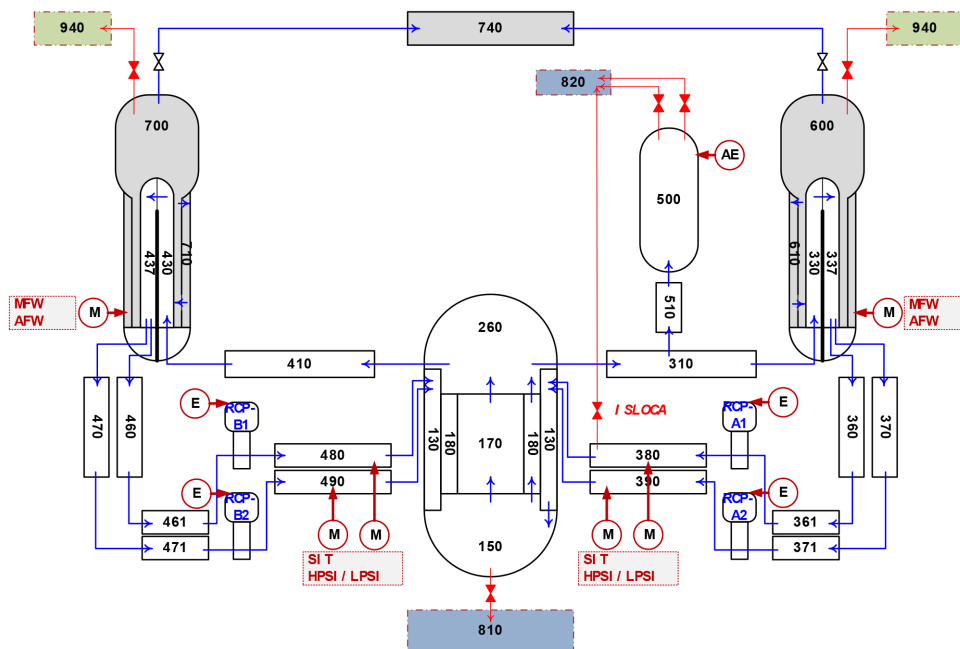 940
740
940
820
700
600
AE
500
437
430
710
610
330
337
MFW
AFW
M
M
MFW
AFW
510
260
410
310
470
460
E
RCP-
B1
130
180
170
180
130
I SLOCA
RCP-
A1
E
360
370
480
380
490
390
E
RCP-
B2
RCP-
A2
E
461
471
361
371
M
M
M
M
SI T
HPSI / LPSI
150
SI T
HPSI / LPSI
810